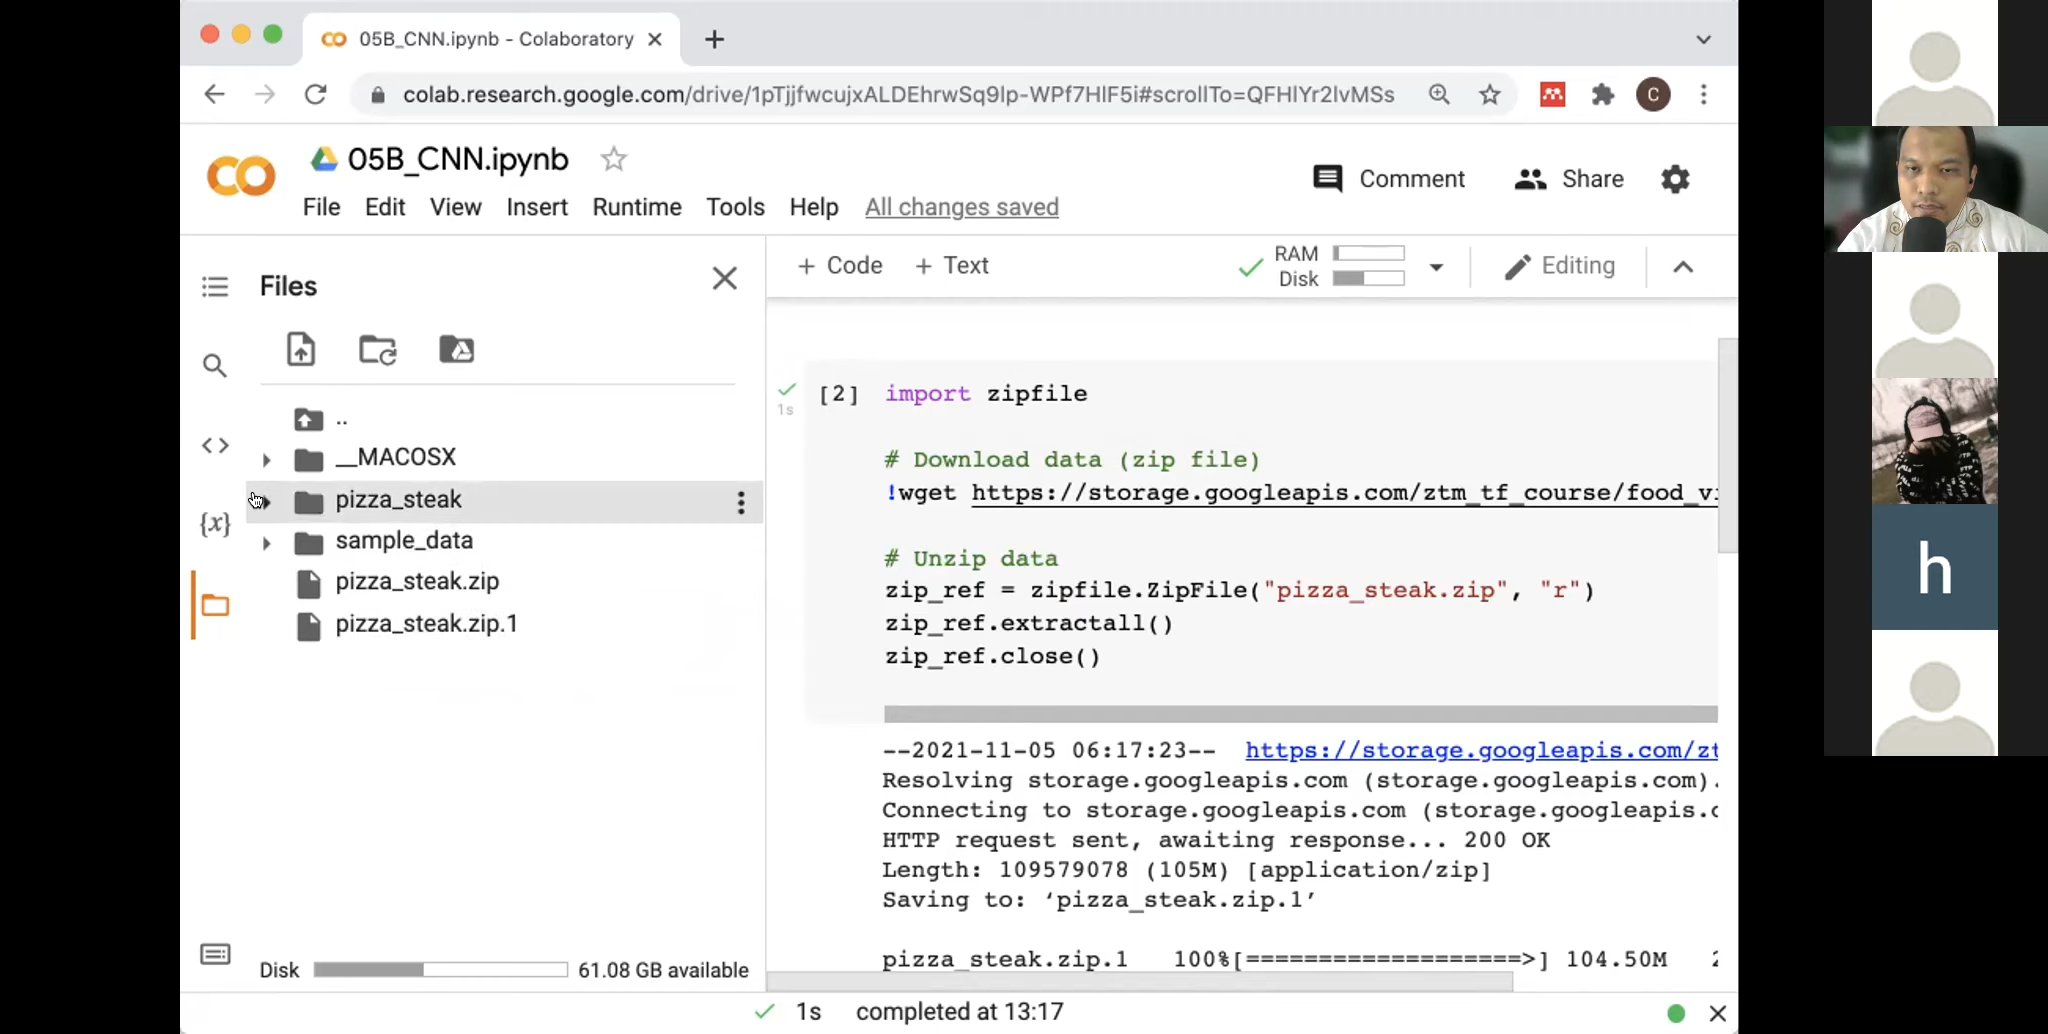 05B_CNN.ipynb - Colaboratory
colab.research.google.com/drive/1pTjjfwcujxALDEhrwSq9lp-WPf7HlF5i#scrollTo=QFHlYr2lvMSs
C
05B_CNN.ipynb
Comment
Share
File Edit View Insert Runtime Tools Help All changes saved
Files
+ Code + Text
RAM
Disk
Editing
..
__MACOSX
pizza_steak
sample_data
pizza_steak.zip
pizza_steak.zip.1
{x}
Disk 61.08 GB available
1s
[2] import zipfile
# Download data (zip file)
!wget https://storage.googleapis.com/ztm_tf_course/food_vi
# Unzip data
zip_ref = zipfile.ZipFile("pizza_steak.zip", "r")
zip_ref.extractall()
zip_ref.close()
--2021-11-05 06:17:23-- https://storage.googleapis.com/zt
Resolving storage.googleapis.com (storage.googleapis.com).
Connecting to storage.googleapis.com (storage.googleapis.c
HTTP request sent, awaiting response... 200 OK
Length: 109579078 (105M) [application/zip]
Saving to: ‘pizza_steak.zip.1’
pizza_steak.zip.1 100%[===================>] 104.50M 2
1s completed at 13:17
h